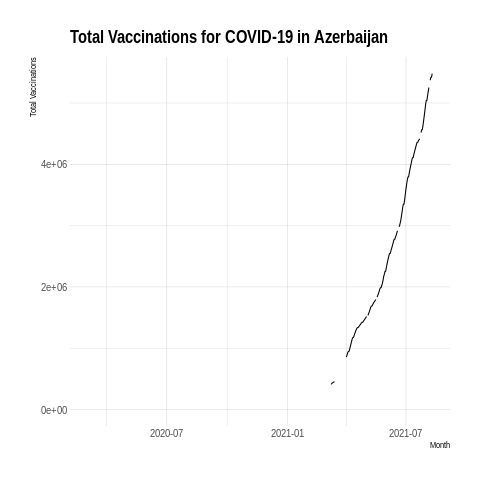 Total Vaccinations for COVID-19 in Azerbaijan
Total Vaccinations
4e+06
2e+06
0e+00
2020-07
2021-01
2021-07
Month